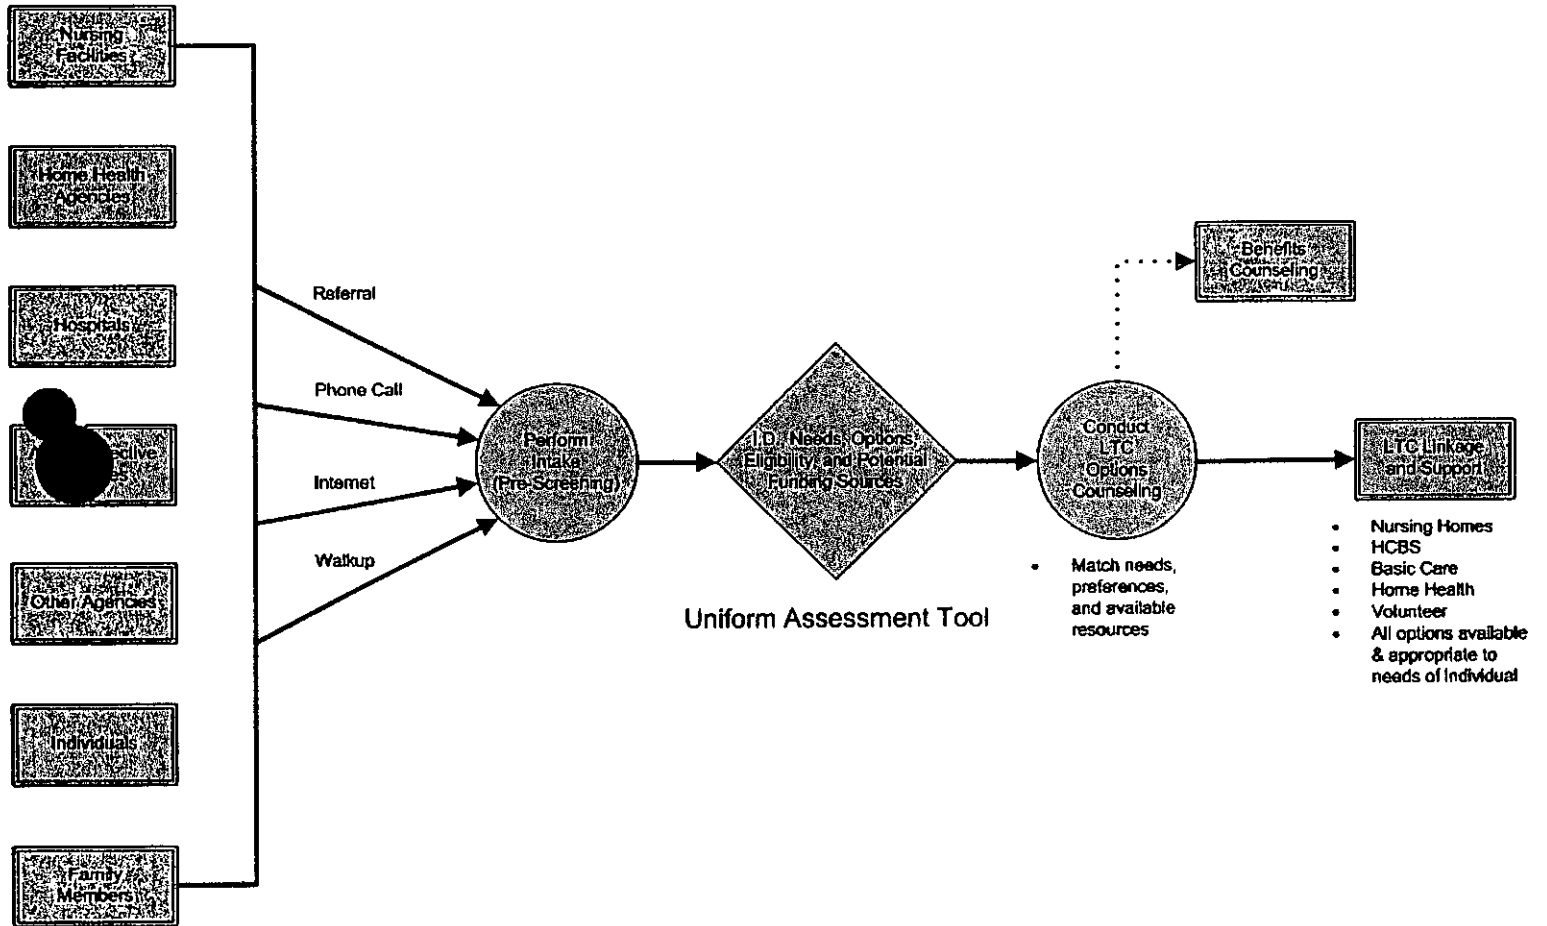 Nursing
Facilities
Home Health
Agencies
Hospitals
Other Agencies
Individuals
Family
Members
Referral
Phone Call
Internet
Walkup
Perform
Intake
(Pre-Screening)
I.D. Needs, Options,
Eligibility, and Potential
Funding Sources
Uniform Assessment Tool
Conduct
LTC
Options
Counseling
• Match needs,
preferences,
and available
resources
Benefits
Counseling
LTC Linkage
and Support
• Nursing Homes
• HCBS
• Basic Care
• Home Health
• Volunteer
• All options available
& appropriate to
needs of Individual